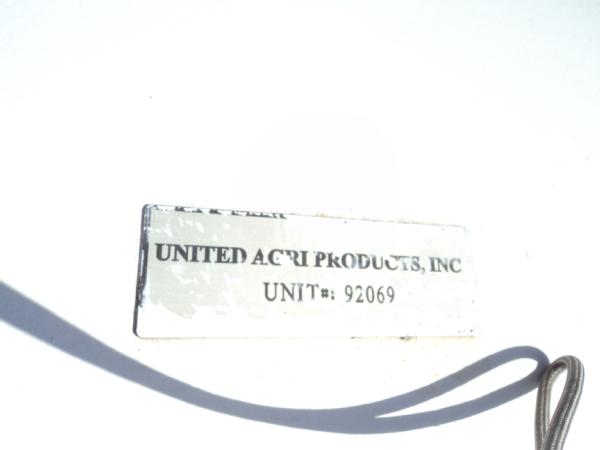 UNITED AGRI PRODUCTS, INC
UNIT#: 92069